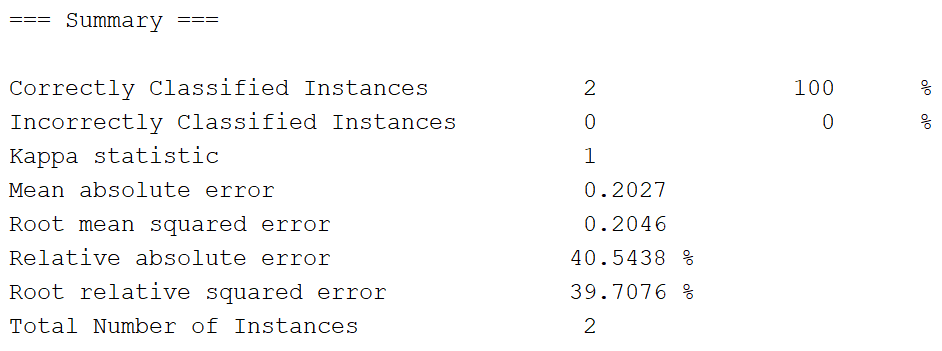 === Summary ===
Correctly Classified Instances 2 100 %
Incorrectly Classified Instances 0 0 %
Kappa statistic 1
Mean absolute error 0.2027
Root mean squared error 0.2046
Relative absolute error 40.5438 %
Root relative squared error 39.7076 %
Total Number of Instances 2